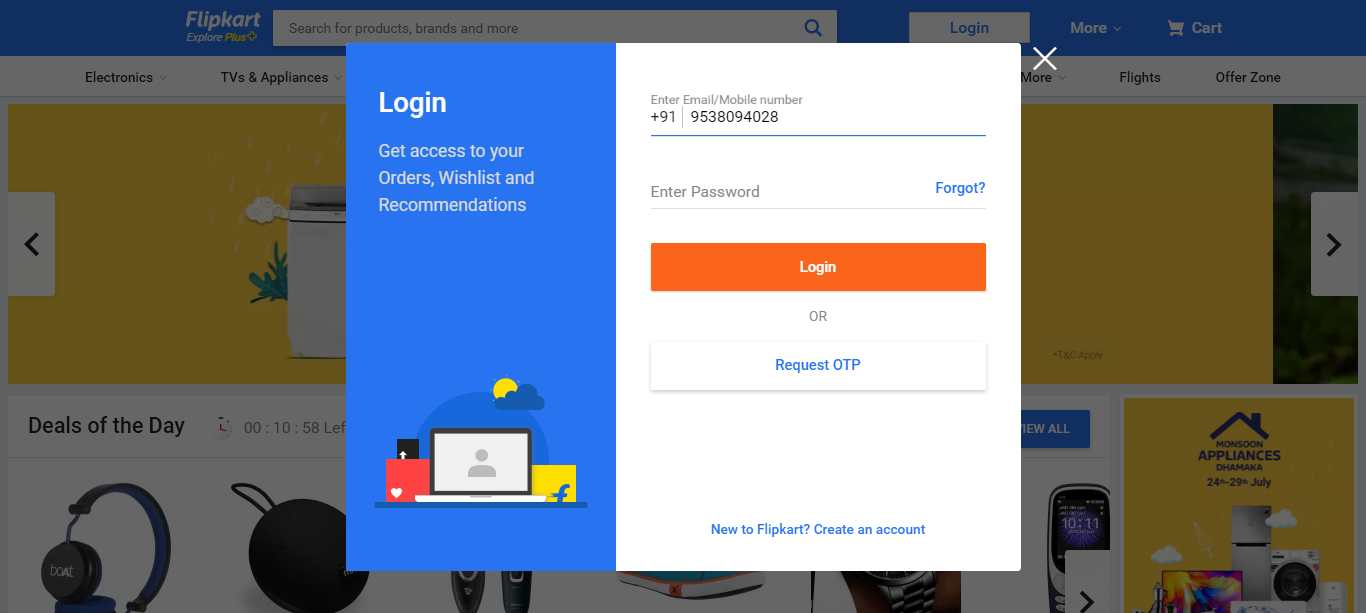 Flipkart
Explore Plus
Search for products, brands and more
Login
More
Cart
Electronics
TVs & Appliances
More
Flights
Offer Zone
Login
Get access to your
Orders, Wishlist and
Recommendations
Enter Email/Mobile number
+91 9538094028
Enter Password
Forgot?
Login
OR
Request OTP
New to Flipkart? Create an account
*T&C Apply
Deals of the Day
00 : 10 : 58 Lef
VIEW ALL
MONSOON
APPLIANCES
DHAMAKA
24th-29th July
boAt
10:11